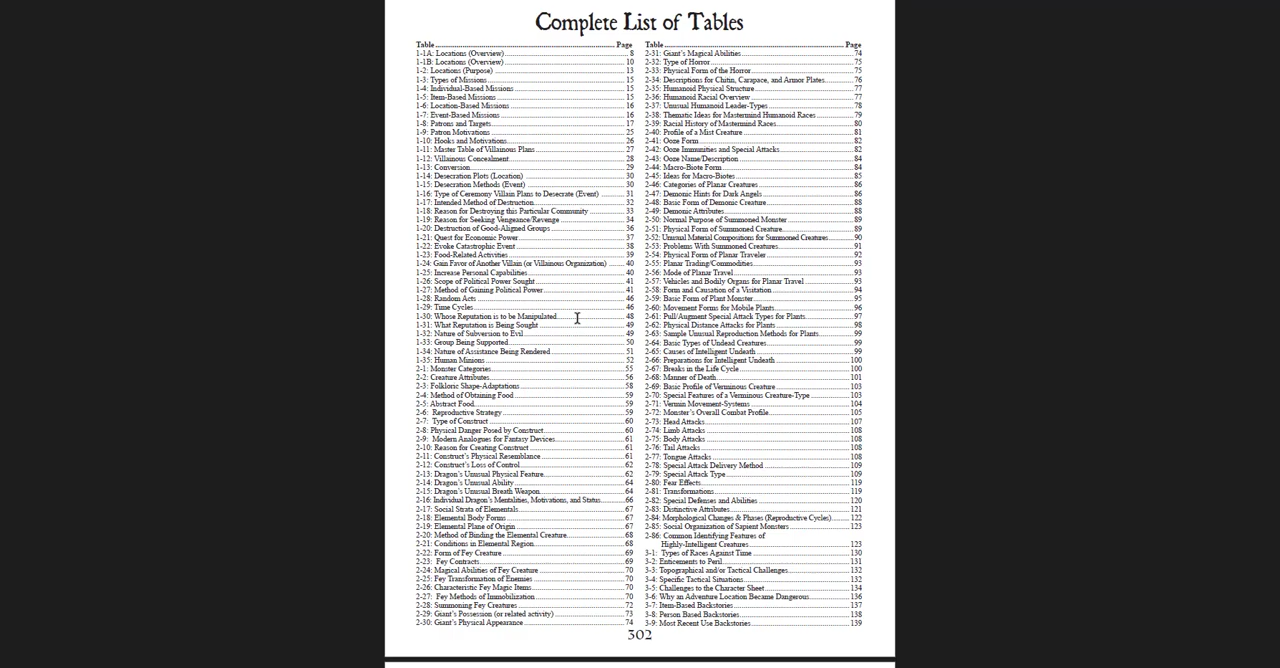 Complete List of Tables
Table ..... Page
1-1A: Locations (Overview) ..... 8
1-1B: Locations (Overview) ..... 10
1-2: Locations (Purpose) ..... 13
1-3: Types of Missions ..... 15
1-4: Individual-Based Missions ..... 15
1-5: Item-Based Missions ..... 15
1-6: Location-Based Missions ..... 16
1-7: Event-Based Missions ..... 16
1-8: Patrons and Targets ..... 17
1-9: Patron Motivations ..... 25
1-10: Hooks and Motivations ..... 26
1-11: Master Table of Villainous Plans ..... 27
1-12: Villainous Concealment ..... 28
1-13: Conversion ..... 29
1-14: Desecration Plots (Location) ..... 30
1-15: Desecration Methods (Event) ..... 30
1-16: Type of Ceremony Villain Plans to Desecrate (Event) ..... 31
1-17: Intended Method of Destruction ..... 32
1-18: Reason for Destroying this Particular Community ..... 33
1-19: Reason for Seeking Vengeance/Revenge ..... 34
1-20: Destruction of Good-Aligned Groups ..... 36
1-21: Quest for Economic Power ..... 37
1-22: Evoke Catastrophic Event ..... 38
1-23: Food-Related Activities ..... 39
1-24: Gain Favor of Another Villain (or Villainous Organization) ..... 40
1-25: Increase Personal Capabilities ..... 40
1-26: Scope of Political Power Sought ..... 41
1-27: Method of Gaining Political Power ..... 41
1-28: Random Acts ..... 46
1-29: Time Cycles ..... 46
1-30: Whose Reputation is to be Manipulated ..... 48
1-31: What Reputation is Being Sought ..... 49
1-32: Nature of Subversion to Evil ..... 49
1-33: Group Being Supported ..... 50
1-34: Nature of Assistance Being Rendered ..... 51
1-35: Human Minions ..... 52
2-1: Monster Categories ..... 55
2-2: Creature Attributes ..... 56
2-3: Folkloric Shape-Adaptations ..... 58
2-4: Method of Obtaining Food ..... 59
2-5: Abstract Food ..... 59
2-6: Reproductive Strategy ..... 59
2-7: Type of Construct ..... 60
2-8: Physical Danger Posed by Construct ..... 60
2-9: Modern Analogues for Fantasy Devices ..... 61
2-10: Reason for Creating Construct ..... 61
2-11: Construct's Physical Resemblance ..... 61
2-12: Construct's Loss of Control ..... 62
2-13: Dragon's Unusual Physical Feature ..... 62
2-14: Dragon's Unusual Ability ..... 64
2-15: Dragon's Unusual Breath Weapon ..... 64
2-16: Individual Dragon's Mentalities, Motivations, and Status ..... 66
2-17: Social Strata of Elementals ..... 67
2-18: Elemental Body Forms ..... 67
2-19: Elemental Plane of Origin ..... 67
2-20: Method of Binding the Elemental Creature ..... 68
2-21: Conditions in Elemental Region ..... 68
2-22: Form of Fey Creature ..... 69
2-23: Fey Contracts ..... 69
2-24: Magical Abilities of Fey Creature ..... 70
2-25: Fey Transformation of Enemies ..... 70
2-26: Characteristic Fey Magic Items ..... 70
2-27: Fey Methods of Immobilization ..... 70
2-28: Summoning Fey Creatures ..... 72
2-29: Giant's Possession (or related activity) ..... 73
2-30: Giant's Physical Appearance ..... 74
Table ..... Page
2-31: Giant's Magical Abilities ..... 74
2-32: Type of Horror ..... 75
2-33: Physical Form of the Horror ..... 75
2-34: Descriptions for Chitin, Carapace, and Armor Plates ..... 76
2-35: Humanoid Physical Structure ..... 77
2-36: Humanoid Racial Overview ..... 77
2-37: Unusual Humanoid Leader-Types ..... 78
2-38: Thematic Ideas for Mastermind Humanoid Races ..... 79
2-39: Racial History of Mastermind Races ..... 80
2-40: Profile of a Mist Creature ..... 81
2-41: Ooze Form ..... 82
2-42: Ooze Immunities and Special Attacks ..... 82
2-43: Ooze Name/Description ..... 84
2-44: Macro-Biote Form ..... 84
2-45: Ideas for Macro-Biotes ..... 85
2-46: Categories of Planar Creatures ..... 86
2-47: Demonic Hints for Dark Angels ..... 86
2-48: Basic Form of Demonic Creature ..... 88
2-49: Demonic Attributes ..... 88
2-50: Normal Purpose of Summoned Monster ..... 89
2-51: Physical Form of Summoned Creature ..... 89
2-52: Unusual Material Compositions for Summoned Creatures ..... 90
2-53: Problems With Summoned Creatures ..... 91
2-54: Physical Form of Planar Traveler ..... 92
2-55: Planar Trading/Commodities ..... 93
2-56: Mode of Planar Travel ..... 93
2-57: Vehicles and Bodily Organs for Planar Travel ..... 93
2-58: Form and Causation of a Visitation ..... 94
2-59: Basic Form of Plant Monster ..... 95
2-60: Movement Forms for Mobile Plants ..... 96
2-61: Pull/Augment Special Attack Types for Plants ..... 97
2-62: Physical Distance Attacks for Plants ..... 98
2-63: Sample Unusual Reproduction Methods for Plants ..... 99
2-64: Basic Types of Undead Creatures ..... 99
2-65: Causes of Intelligent Undeath ..... 99
2-66: Preparations for Intelligent Undeath ..... 100
2-67: Breaks in the Life Cycle ..... 100
2-68: Manner of Death ..... 101
2-69: Basic Profile of Verminous Creature ..... 103
2-70: Special Features of a Verminous Creature-Type ..... 103
2-71: Vermin Movement-Systems ..... 104
2-72: Monster's Overall Combat Profile ..... 105
2-73: Head Attacks ..... 107
2-74: Limb Attacks ..... 108
2-75: Body Attacks ..... 108
2-76: Tail Attacks ..... 108
2-77: Tongue Attacks ..... 108
2-78: Special Attack Delivery Method ..... 109
2-79: Special Attack Type ..... 109
2-80: Fear Effects ..... 119
2-81: Transformations ..... 119
2-82: Special Defenses and Abilities ..... 120
2-83: Distinctive Attributes ..... 121
2-84: Morphological Changes & Phases (Reproductive Cycles) ..... 122
2-85: Social Organization of Sapient Monsters ..... 123
2-86: Common Identifying Features of
Highly-Intelligent Creatures ..... 123
3-1: Types of Races Against Time ..... 130
3-2: Enticements to Peril ..... 131
3-3: Topographical and/or Tactical Challenges ..... 132
3-4: Specific Tactical Situations ..... 132
3-5: Challenges to the Character Sheet ..... 134
3-6: Why an Adventure Location Became Dangerous ..... 136
3-7: Item-Based Backstories ..... 137
3-8: Person Based Backstories ..... 138
3-9: Most Recent Use Backstories ..... 139
302